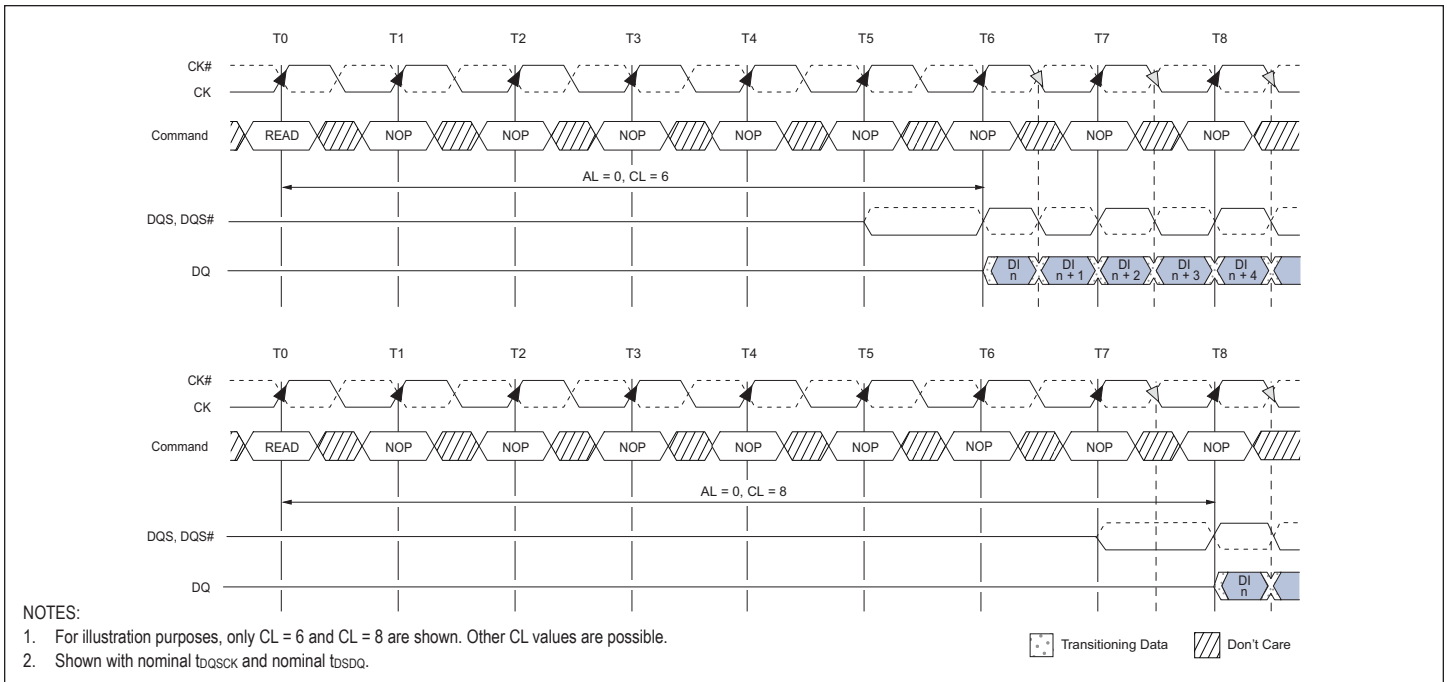 T0 T1 T2 T3 T4 T5 T6 T7 T8
CK#
CK
Command READ NOP NOP NOP NOP NOP NOP NOP NOP
AL = 0, CL = 6
DQS, DQS#
DQ DI n DI n + 1 DI n + 2 DI n + 3 DI n + 4
T0 T1 T2 T3 T4 T5 T6 T7 T8
CK#
CK
Command READ NOP NOP NOP NOP NOP NOP NOP NOP
AL = 0, CL = 8
DQS, DQS#
DQ DI n
NOTES:
1. For illustration purposes, only CL = 6 and CL = 8 are shown. Other CL values are possible.
2. Shown with nominal tDQSCK and nominal tDSDQ.
Transitioning Data Don't Care